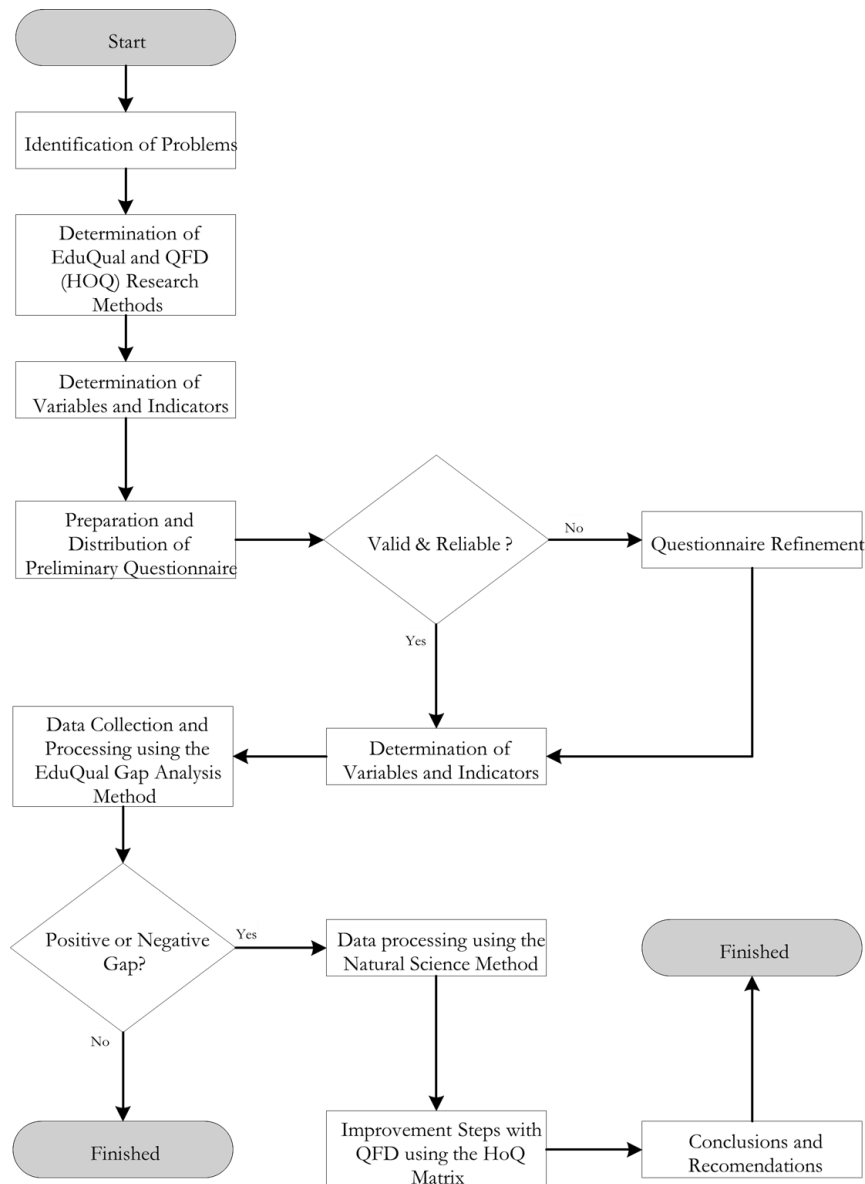 Start
Identification of Problems
Determination of
EduQual and QFD
(HOQ) Research
Methods
Determination of
Variables and Indicators
Preparation and
Distribution of
Preliminary Questionnaire
Valid & Reliable ?
No
Questionnaire Refinement
Yes
Data Collection and
Processing using the
EduQual Gap Analysis
Method
Determination of
Variables and Indicators
Positive or Negative
Gap?
Yes
Data processing using the
Natural Science Method
Finished
No
Finished
Improvement Steps with
QFD using the HoQ
Matrix
Conclusions and
Recomendations